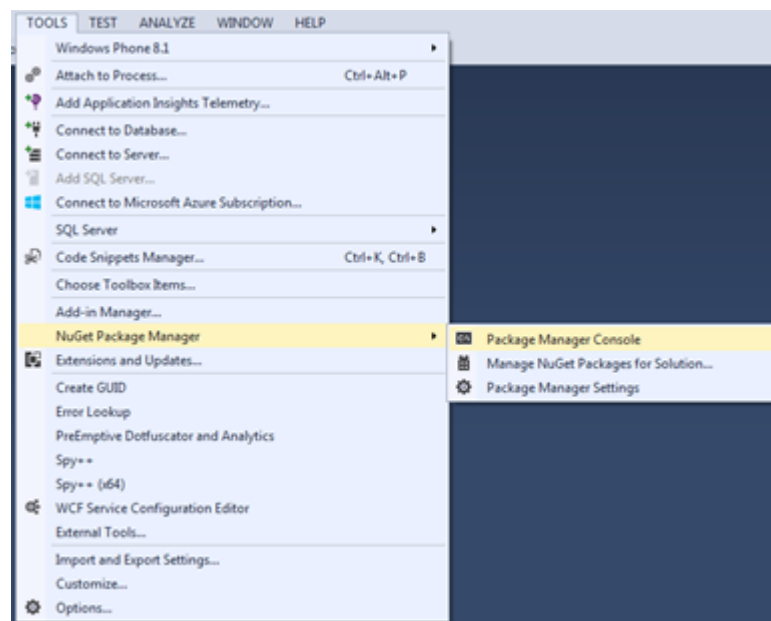 TOOLS TEST ANALYZE WINDOW HELP
Windows Phone 8.1
Attach to Process... Ctrl+Alt+P
Add Application Insights Telemetry...
Connect to Database...
Connect to Server...
Add SQL Server...
Connect to Microsoft Azure Subscription...
SQL Server
Code Snippets Manager... Ctrl+K, Ctrl+B
Choose Toolbox Items...
Add-in Manager...
NuGet Package Manager
Package Manager Console
Extensions and Updates...
Manage NuGet Packages for Solution...
Create GUID
Package Manager Settings
Error Lookup
PreEmptive Dotfuscator and Analytics
Spy++
Spy++ (x64)
WCF Service Configuration Editor
External Tools...
Import and Export Settings...
Customize...
Options...